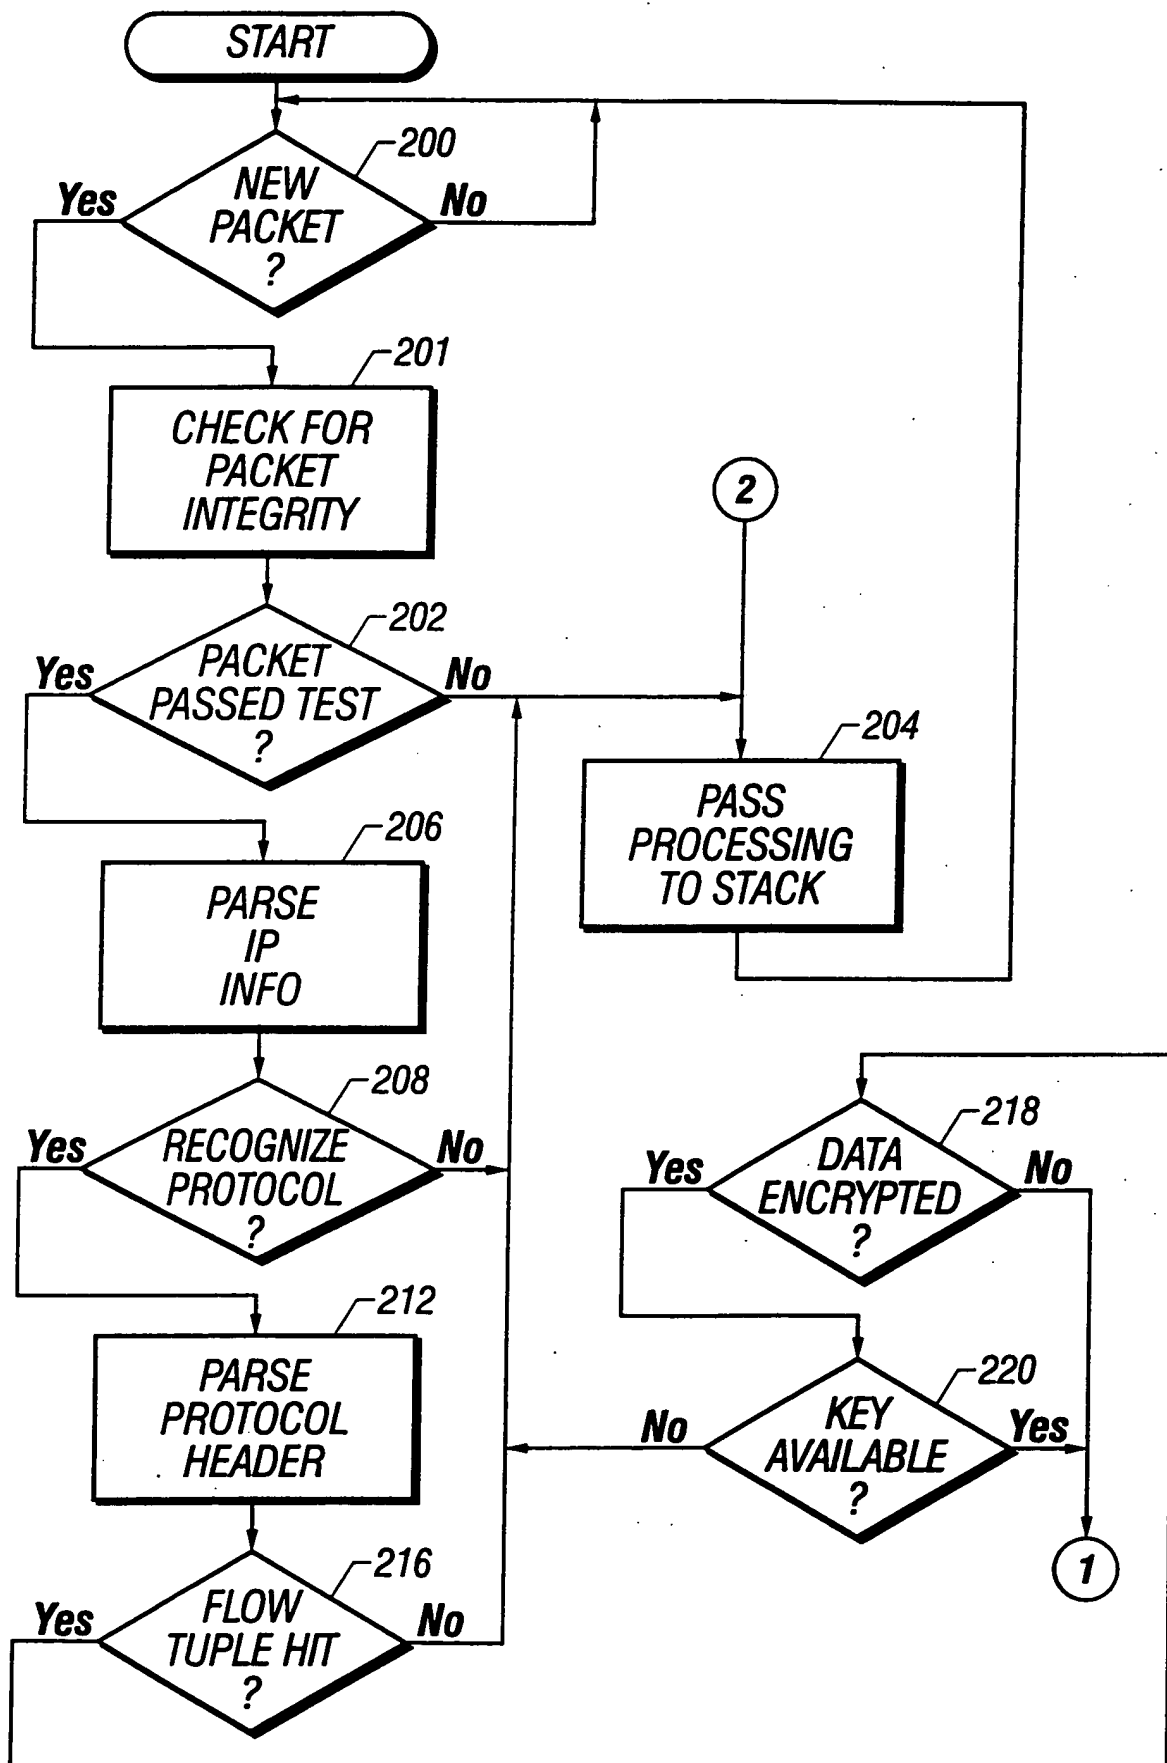 START
200
NEW
PACKET
?
Yes
No
201
CHECK FOR
PACKET
INTEGRITY
2
202
PACKET
PASSED TEST
?
Yes
No
204
PASS
PROCESSING
TO STACK
206
PARSE
IP
INFO
208
RECOGNIZE
PROTOCOL
?
Yes
No
212
PARSE
PROTOCOL
HEADER
216
FLOW
TUPLE HIT
?
Yes
No
218
DATA
ENCRYPTED
?
Yes
No
220
KEY
AVAILABLE
?
No
Yes
1